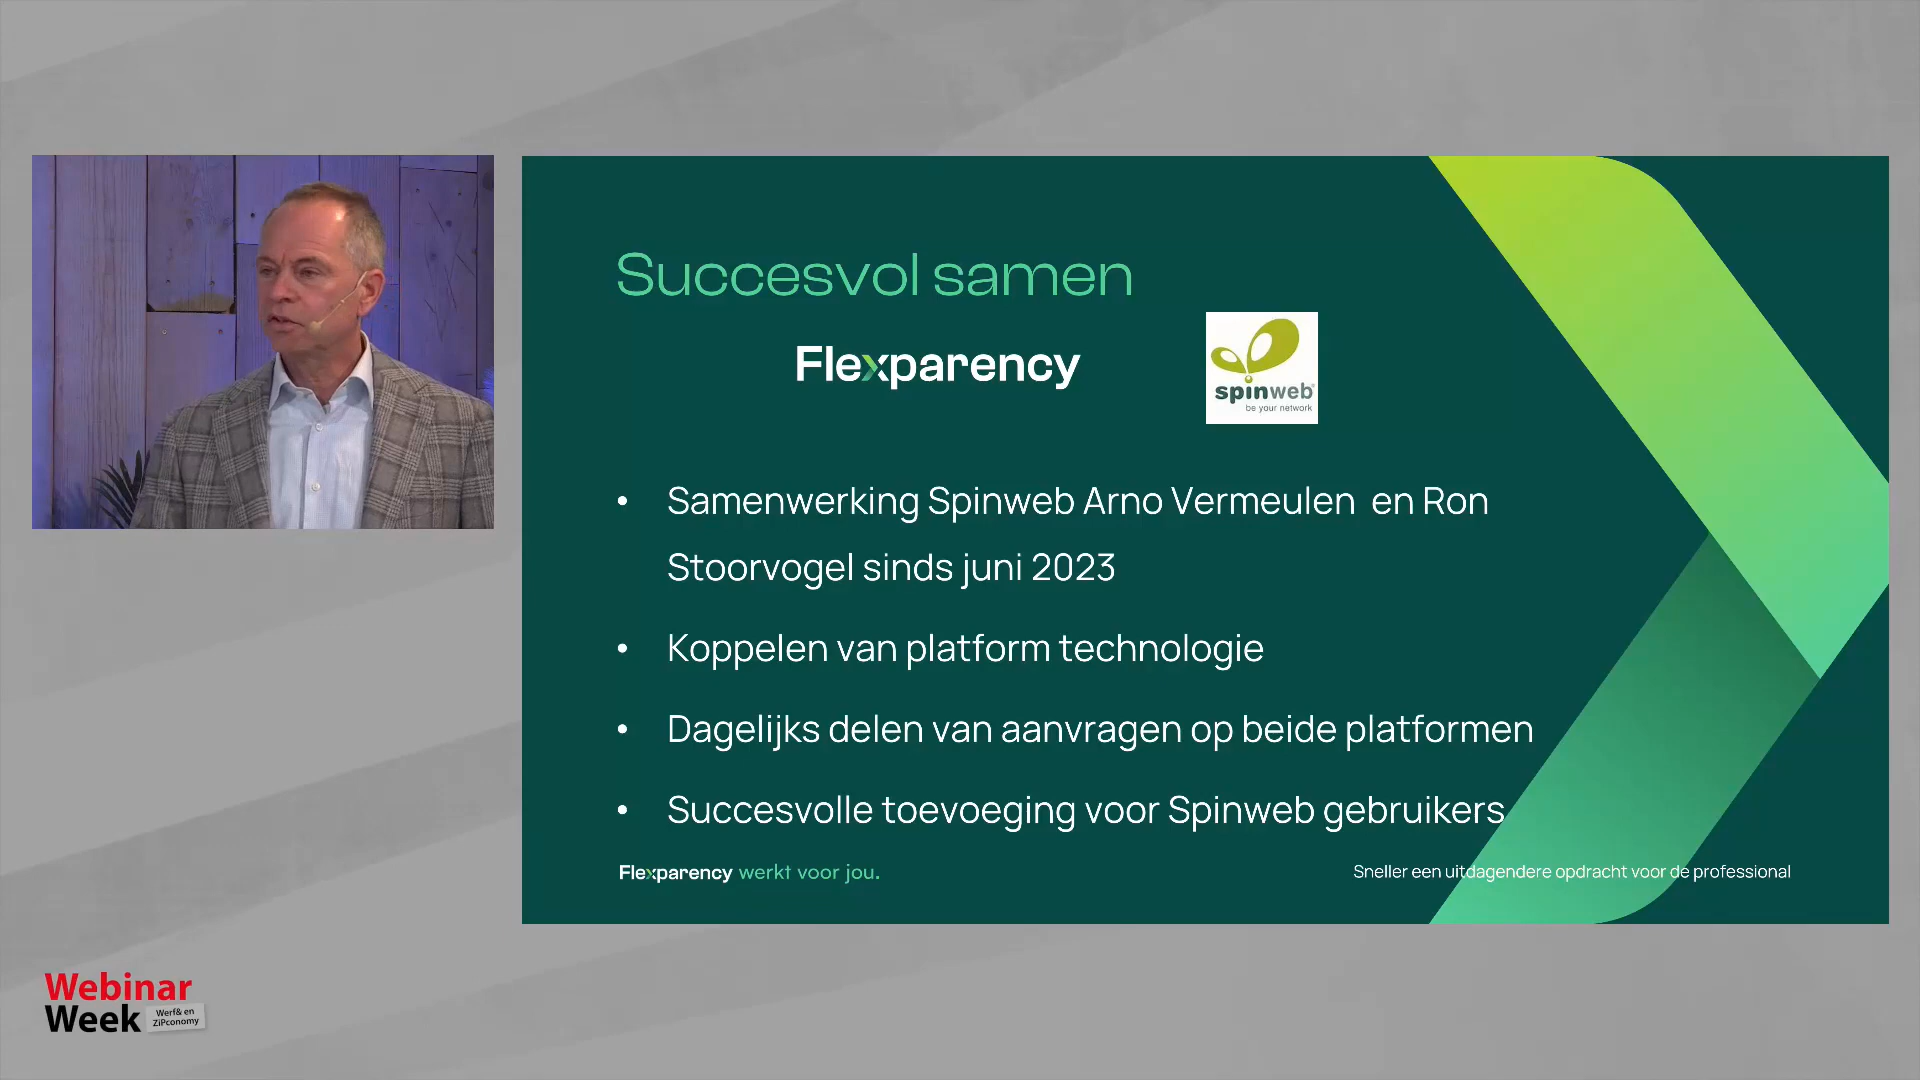 Succesvol samen
Flexparency
spinweb
be your network
• Samenwerking Spinweb Arno Vermeulen en Ron
Stoorvogel sinds juni 2023
• Koppelen van platform technologie
• Dagelijks delen van aanvragen op beide platformen
• Succesvolle toevoeging voor Spinweb gebruikers
Flexparency werkt voor jou.
Sneller een uitdagendere opdracht voor de professional
Webinar
Week
Werf& en
ZiPconomy